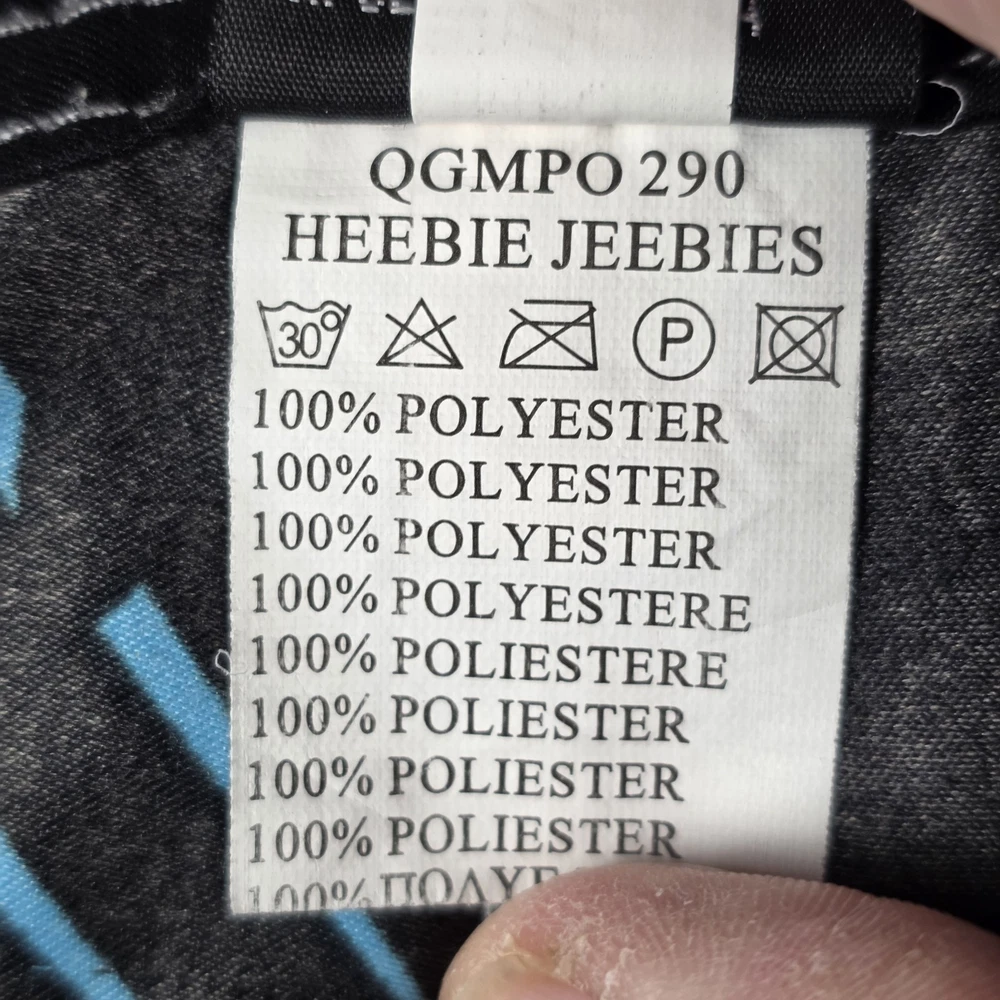 QGMPO 290
HEEBIE JEEBIES
30° P
100% POLYESTER
100% POLYESTER
100% POLYESTER
100% POLYESTERE
100% POLIESTERE
100% POLIESTER
100% POLIESTER
100% POLIESTER
100%